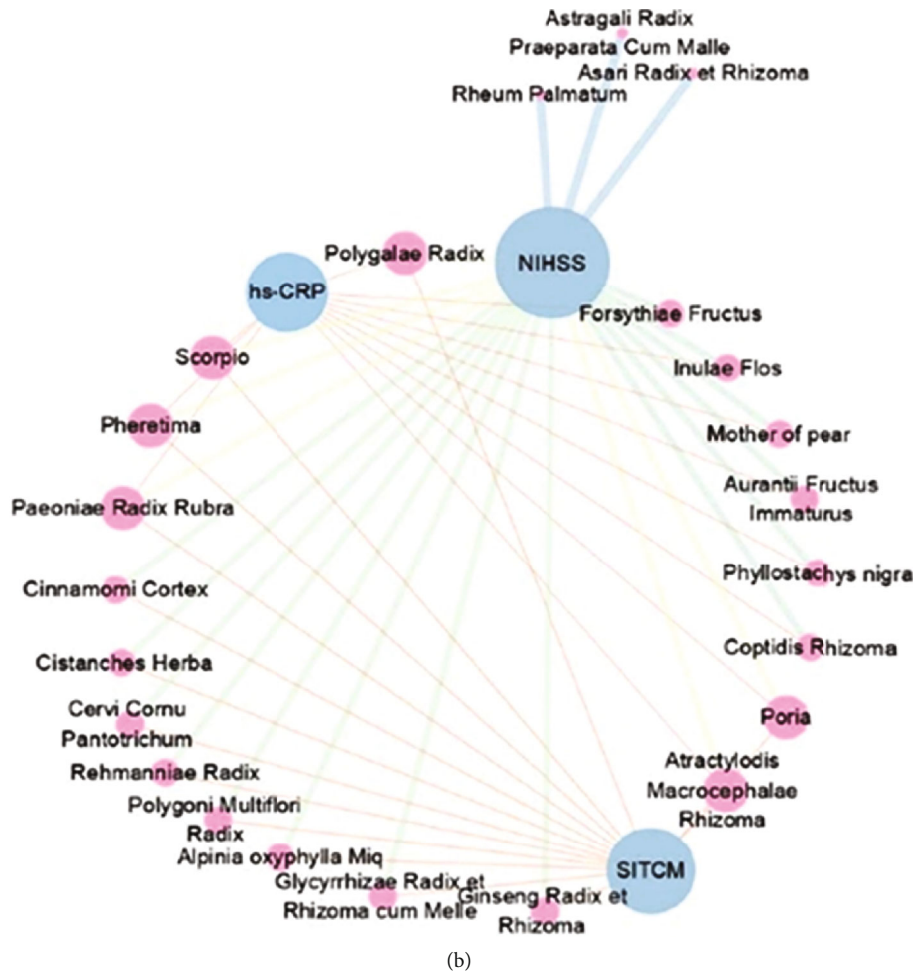 Astragali Radix
Praeparata Cum Malle
Asari Radix et Rhizoma
Rheum Palmatum
Polygalae Radix
NIHSS
hs-CRP
Forsythiae Fructus
Scorpio
Inulae Flos
Pheretima
Mother of pear
Aurantii Fructus
Immaturus
Paeoniae Radix Rubra
Phyllostachys nigra
Cinnamomi Cortex
Coptidis Rhizoma
Cistanches Herba
Cervi Cornu
Pantotrichum
Poria
Atractylodis
Macrocephalae
Rhizoma
Rehmanniae Radix
Polygoni Multiflori
Radix
Alpinia oxyphylla Miq
SITCM
Glycyrrhizae Radix et
Rhizoma cum Melle
Ginseng Radix et
Rhizoma
(b)